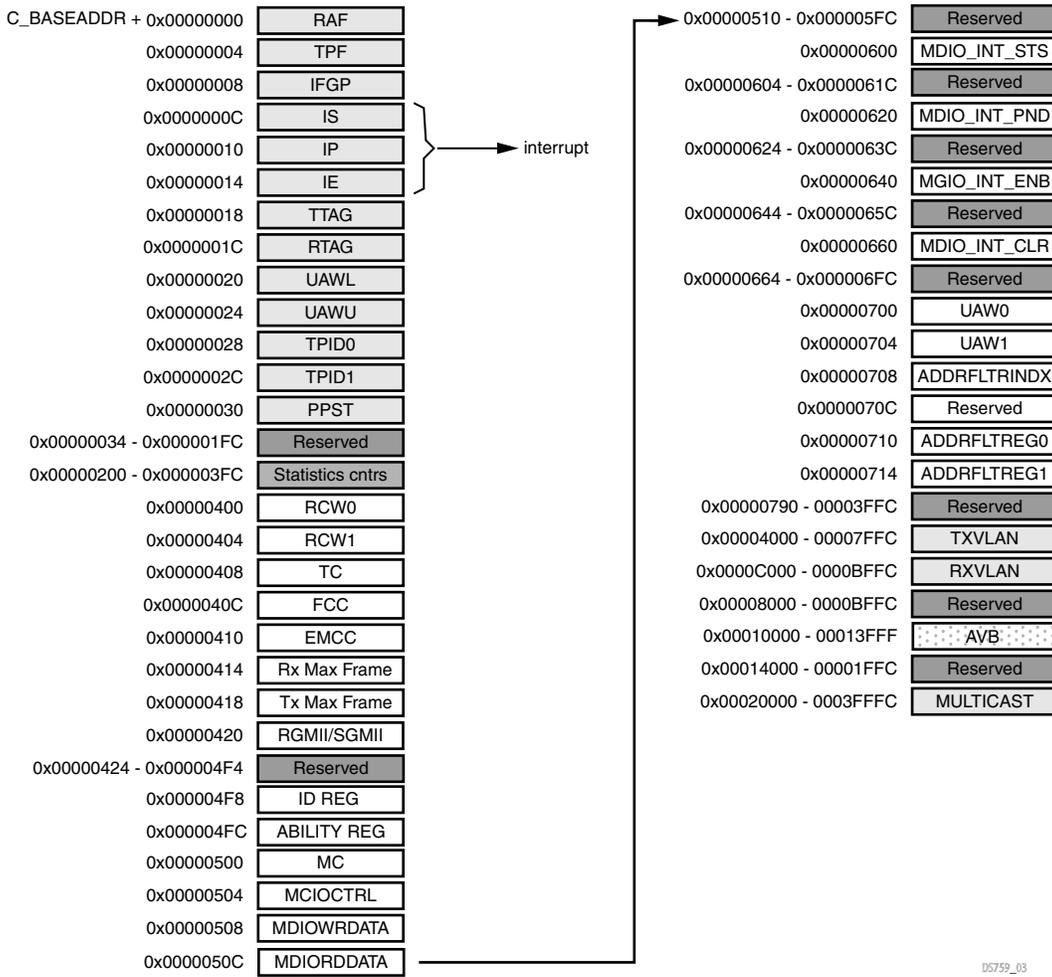 C_BASEADDR + 0x00000000 RAF
0x00000004 TPF
0x00000008 IFGP
0x0000000C IS
0x00000010 IP
interrupt
0x00000014 IE
0x00000018 TTAG
0x0000001C RTAG
0x00000020 UAWL
0x00000024 UAWU
0x00000028 TPID0
0x0000002C TPID1
0x00000030 PPST
0x00000034 - 0x000001FC Reserved
0x00000200 - 0x000003FC Statistics cntrs
0x00000400 RCW0
0x00000404 RCW1
0x00000408 TC
0x0000040C FCC
0x00000410 EMCC
0x00000414 Rx Max Frame
0x00000418 Tx Max Frame
0x00000420 RGMII/SGMII
0x00000424 - 0x000004F4 Reserved
0x000004F8 ID REG
0x000004FC ABILITY REG
0x00000500 MC
0x00000504 MCIOCTRL
0x00000508 MDIOWRDATA
0x0000050C MDIORDDATA
0x00000510 - 0x000005FC Reserved
0x00000600 MDIO_INT_STS
0x00000604 - 0x0000061C Reserved
0x00000620 MDIO_INT_PND
0x00000624 - 0x0000063C Reserved
0x00000640 MGIO_INT_ENB
0x00000644 - 0x0000065C Reserved
0x00000660 MDIO_INT_CLR
0x00000664 - 0x000006FC Reserved
0x00000700 UAW0
0x00000704 UAW1
0x00000708 ADDRFLTRINDX
0x0000070C Reserved
0x00000710 ADDRFLTREG0
0x00000714 ADDRFLTREG1
0x00000790 - 00003FFC Reserved
0x00004000 - 00007FFC TXVLAN
0x0000C000 - 0000BFFC RXVLAN
0x00008000 - 0000BFFC Reserved
0x00010000 - 00013FFF AVB
0x00014000 - 00001FFC Reserved
0x00020000 - 0003FFFC MULTICAST
DS759_03